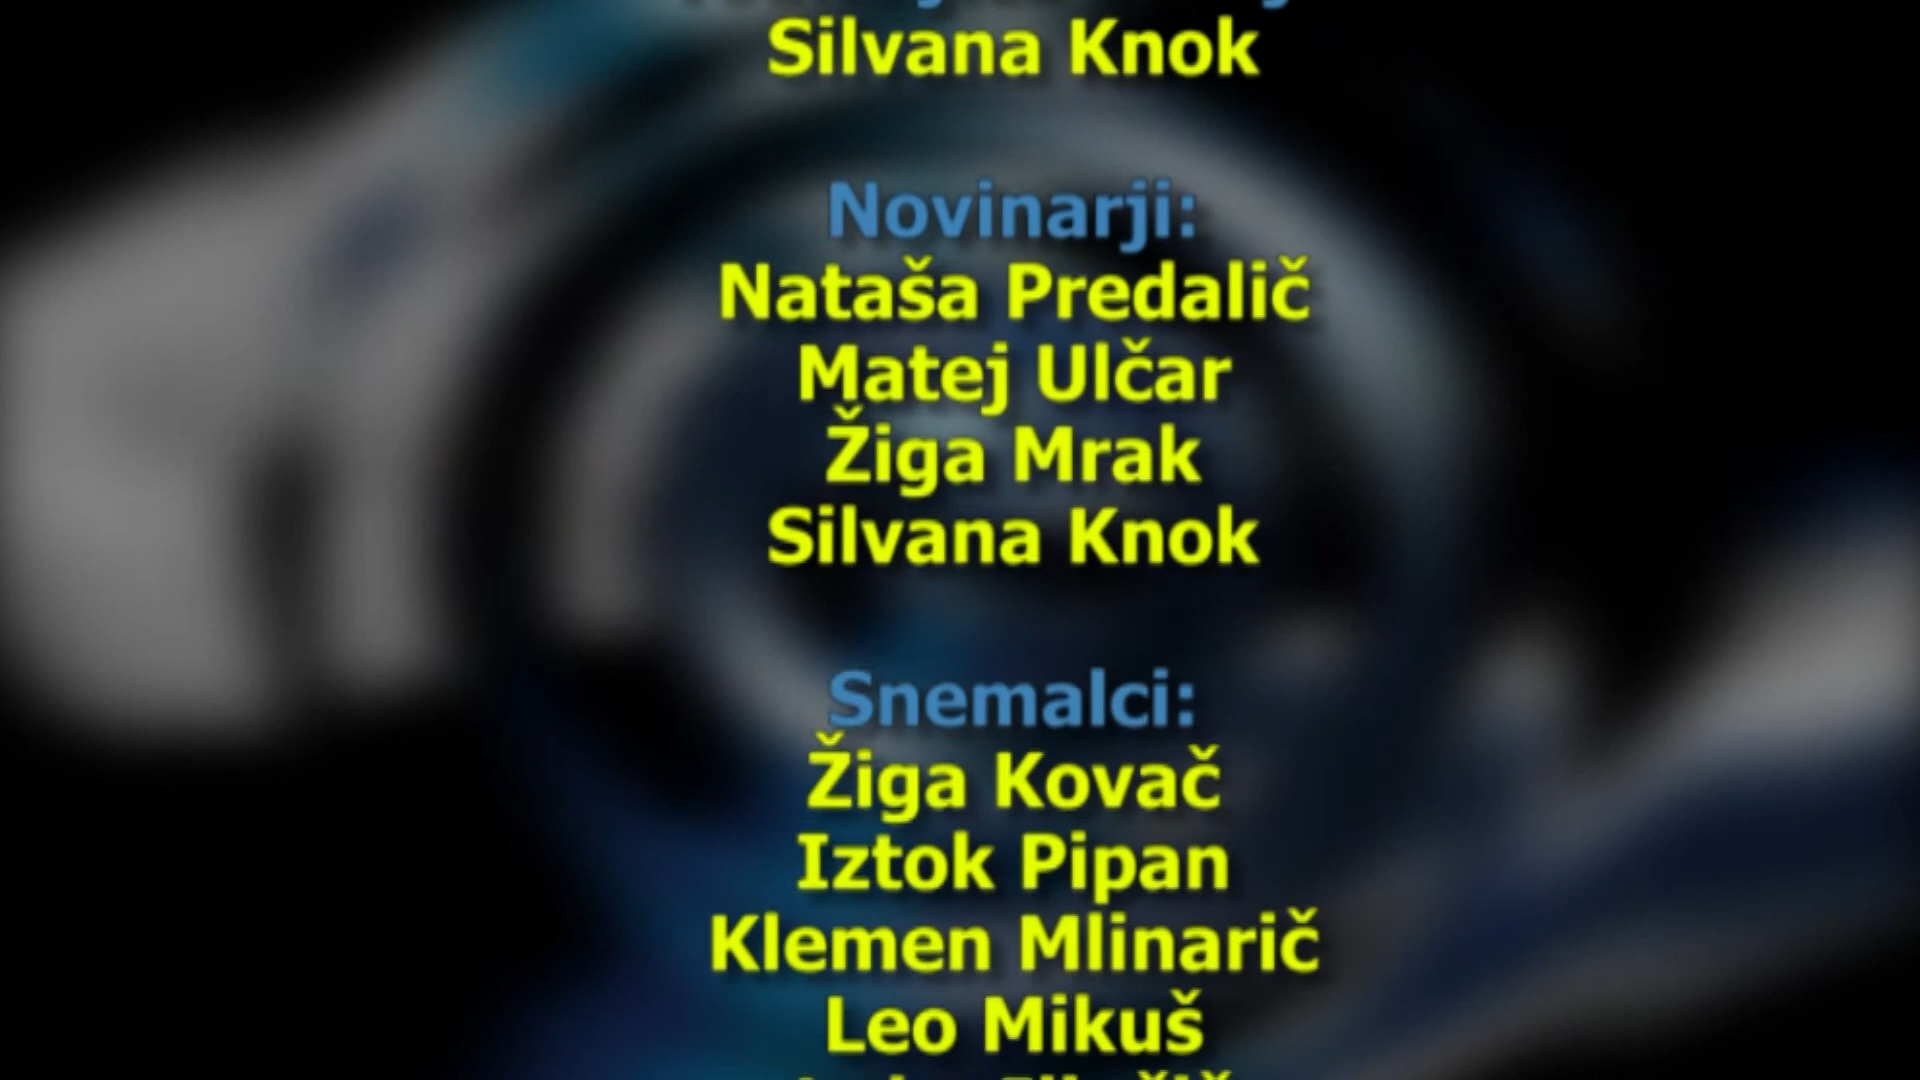 Silvana Knok
Novinarji:
Nataša Predalič
Matej Ulčar
Žiga Mrak
Silvana Knok
Snemalci:
Žiga Kovač
Iztok Pipan
Klemen Mlinarič
Leo Mikuš